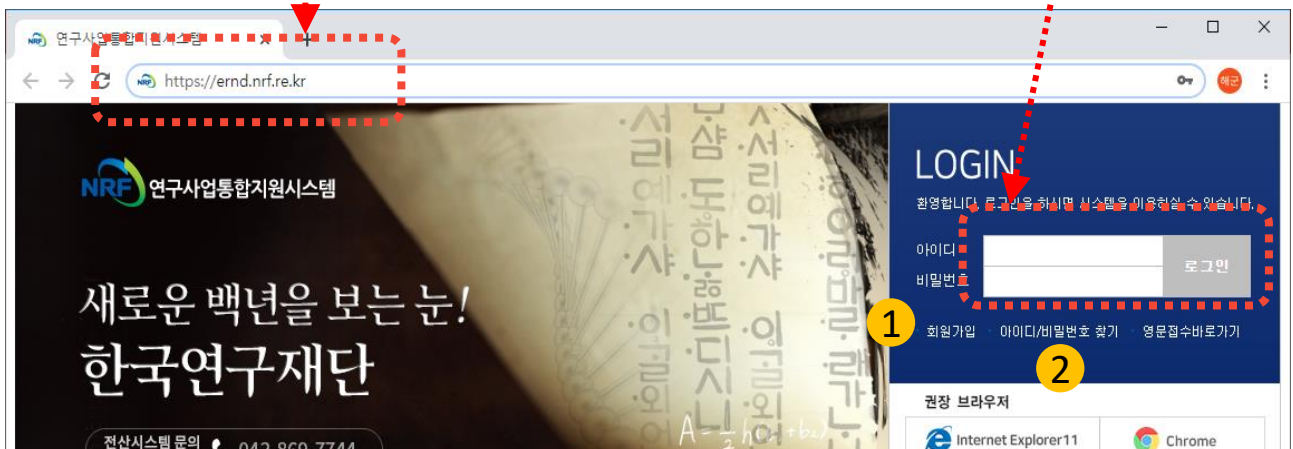 연구사업통합지원시스템
https://ernd.nrf.re.kr
해군
NRF 연구사업통합지원시스템
새로운 백년을 보는 눈!
한국연구재단
전산시스템 문의 042-869-7744
LOGIN
환영합니다. 로그인을 하시면 시스템을 이용하실 수 있습니다.
아이디
비밀번호
로그인
1 회원가입 · 아이디/비밀번호 찾기 · 영문접수바로가기
2
권장 브라우저
Internet Explorer11 Chrome